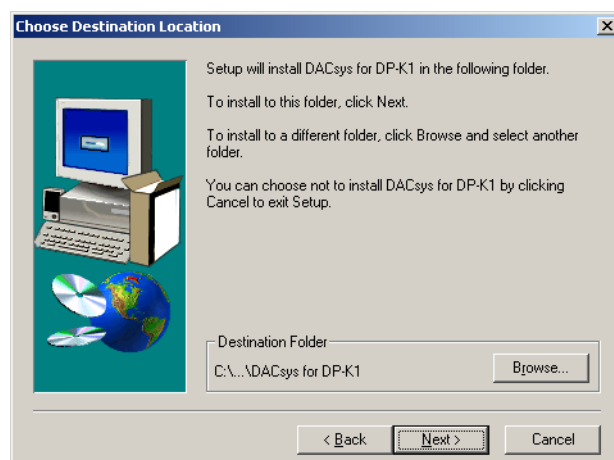 Choose Destination Location
Setup will install DACsys for DP-K1 in the following folder.
To install to this folder, click Next.
To install to a different folder, click Browse and select another
folder.
You can choose not to install DACsys for DP-K1 by clicking
Cancel to exit Setup.
Destination Folder
C:\...\DACsys for DP-K1
Browse...
< Back
Next >
Cancel